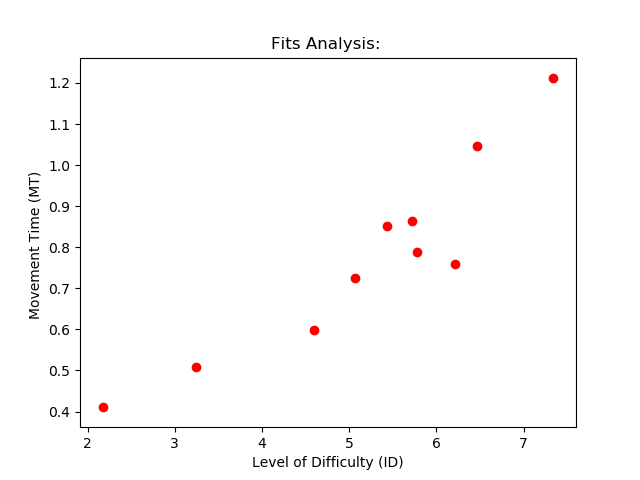 Fits Analysis:
1.2
1.1
1.0
0.9
0.8
0.7
0.6
0.5
0.4
Movement Time (MT)
2 3 4 5 6 7
Level of Difficulty (ID)